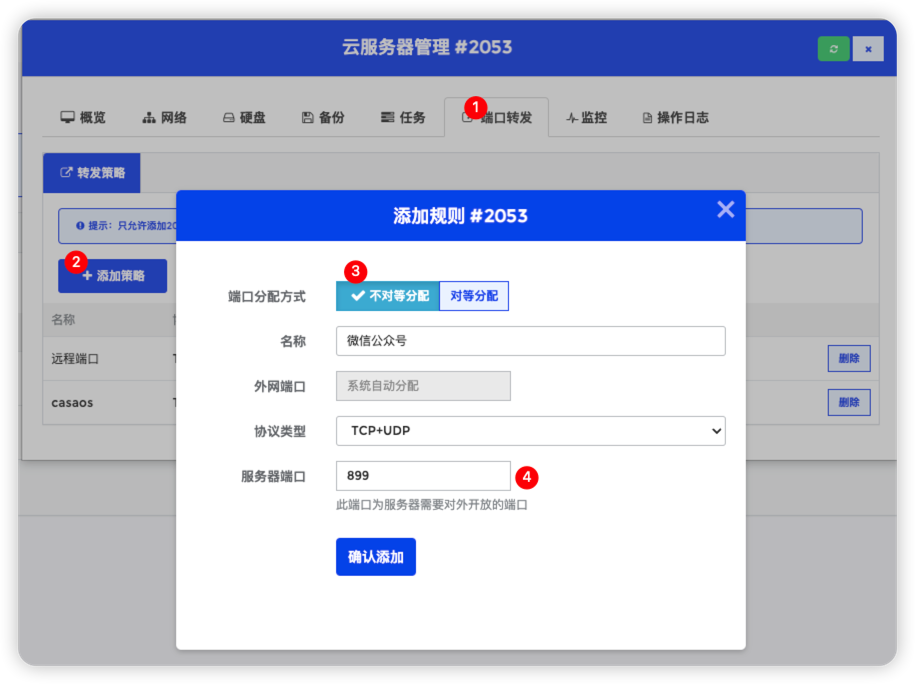 云服务器管理 #2053
概览
网络
硬盘
备份
任务
1
端口转发
监控
操作日志
转发策略
提示：只允许添加20
2
添加策略
名称
远程端口
删除
casaos
删除
添加规则 #2053
3
端口分配方式
不对等分配
对等分配
名称
微信公众号
外网端口
系统自动分配
协议类型
TCP+UDP
服务器端口
899
4
此端口为服务器需要对外开放的端口
确认添加